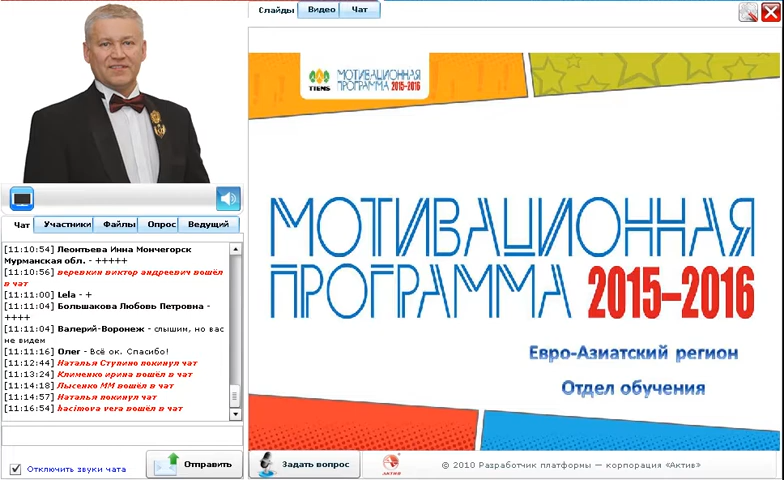 Слайды Видео Чат
TIENS
МОТИВАЦИОННАЯ
ПРОГРАММА 2015-2016
МОТИВАЦИОННАЯ
ПРОГРАММА 2015–2016
Евро-Азиатский регион
Отдел обучения
Чат Участники Файлы Опрос Ведущий
[11:10:54] Леонтьева Инна Мончегорск
Мурманская обл. - +++++
[11:10:56] веревкин виктор андреевич вошёл
в чат
[11:11:00] Lela - +
[11:11:04] Большакова Любовь Петровна -
++++
[11:11:04] Валерий-Воронеж - слышим, но вас
не видем
[11:11:16] Олег - Всё ок. Спасибо!
[11:12:44] Наталья Ступино покинул чат
[11:13:24] Клименко ирина вошёл в чат
[11:14:18] Лысенко ММ вошёл в чат
[11:14:57] Наталья покинул чат
[11:16:54] bacimova vera вошёл в чат
Отключить звуки чата
Отправить
Задать вопрос
АКТИВ
© 2010 Разработчик платформы — корпорация «Актив»